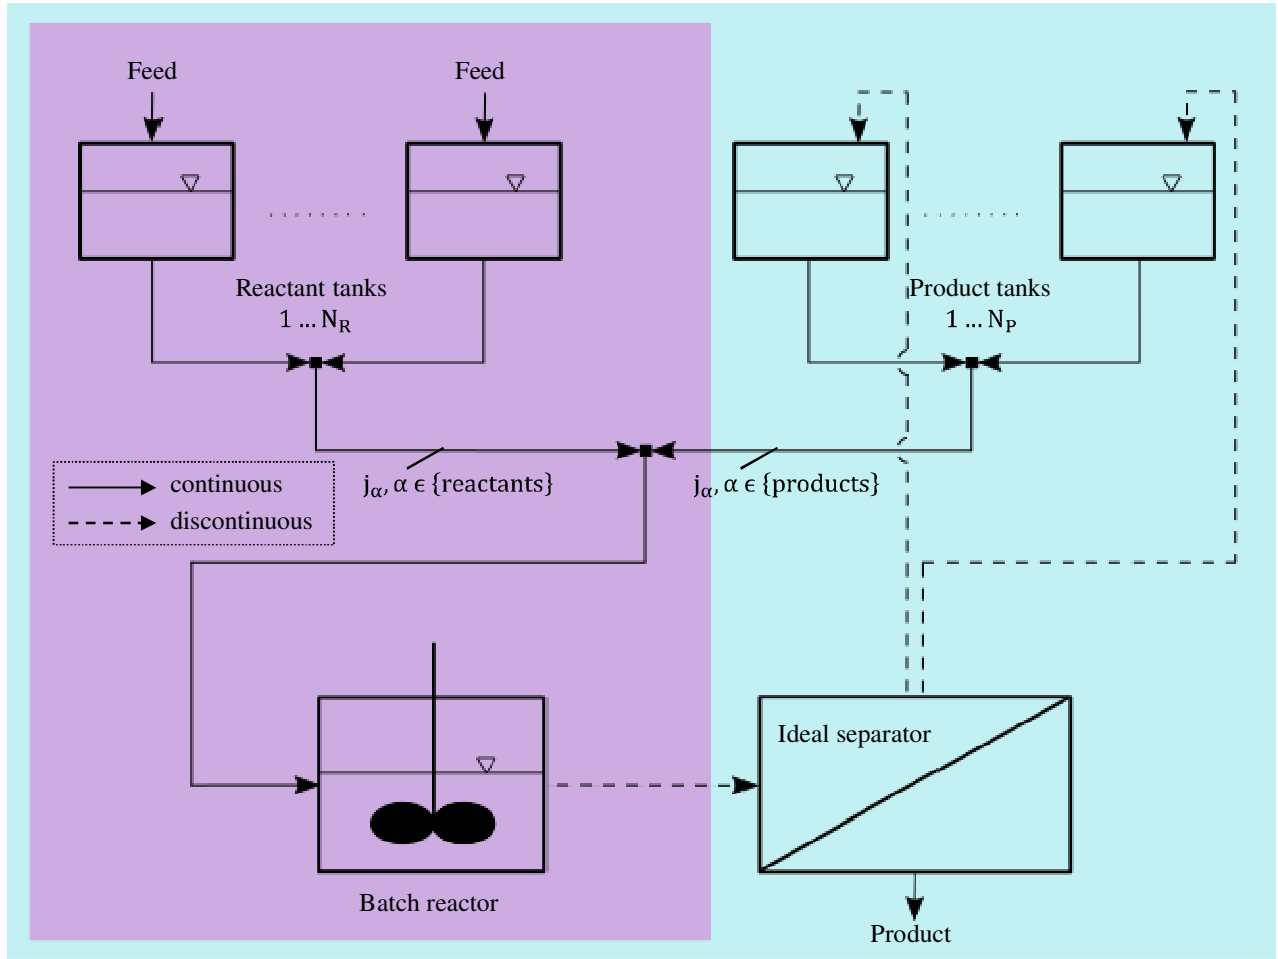 Feed
Feed
Reactant tanks
1 ... N_R
Product tanks
1 ... N_P
j_α, α ϵ {reactants}
j_α, α ϵ {products}
continuous
discontinuous
Ideal separator
Batch reactor
Product